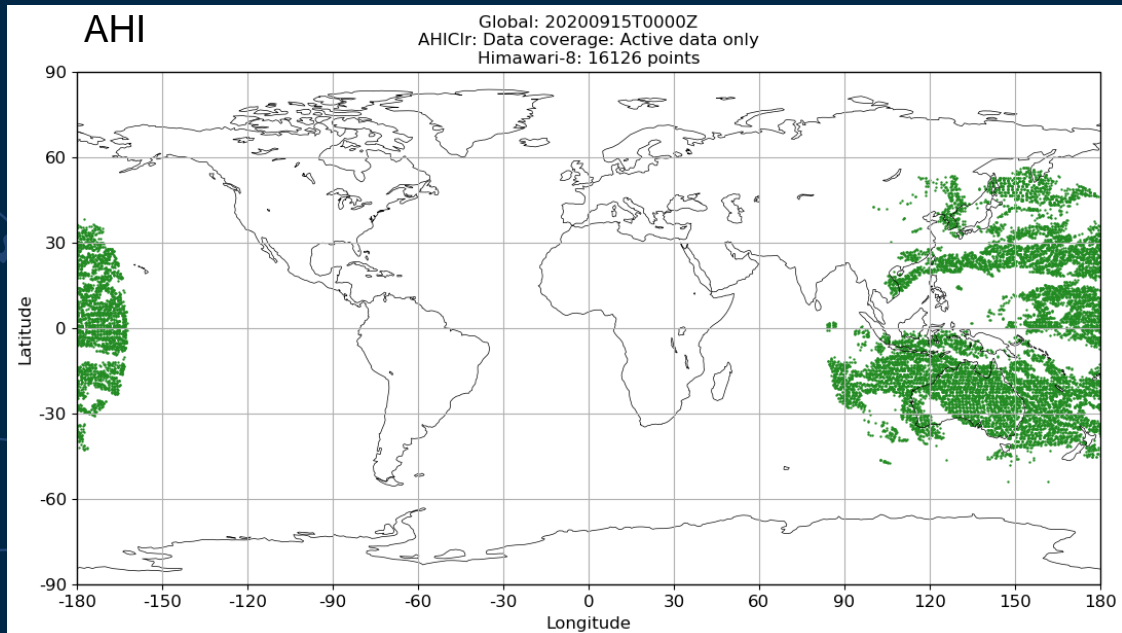 AHI
Global: 20200915T0000Z
AHIClr: Data coverage: Active data only
Himawari-8: 16126 points
90
60
30
0
-30
-60
-90
Latitude
-180 -150 -120 -90 -60 -30 0 30 60 90 120 150 180
Longitude